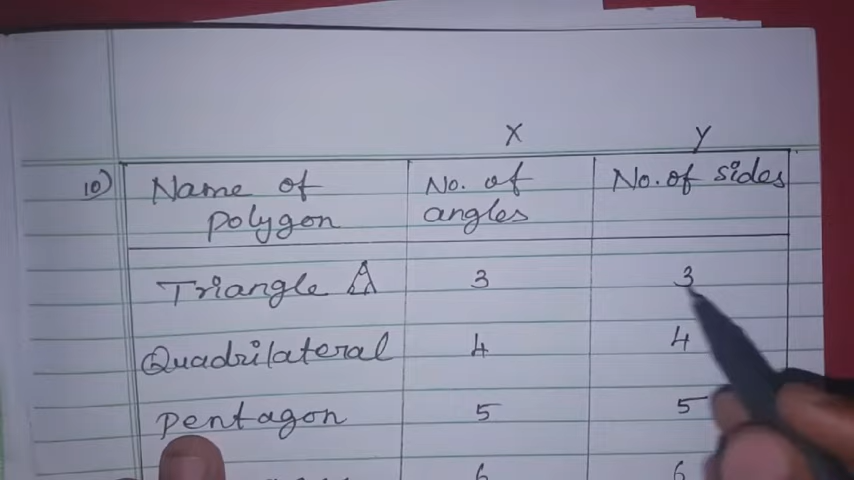 X Y
10) Name of polygon No. of angles No. of sides
Triangle 3 3
Quadrilateral 4 4
Pentagon 5 5
6 6